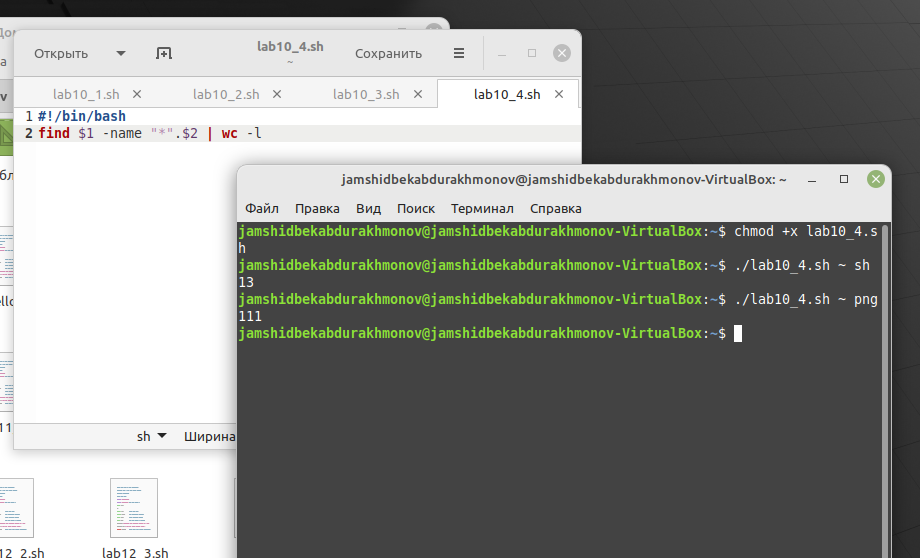 Открыть
lab10_4.sh
~
Сохранить
lab10_1.sh
lab10_2.sh
lab10_3.sh
lab10_4.sh
1 #!/bin/bash
2 find $1 -name "*".$2 | wc -l
sh
Ширина
jamshidbekabdurakhmonov@jamshidbekabdurakhmonov-VirtualBox: ~
Файл Правка Вид Поиск Терминал Справка
jamshidbekabdurakhmonov@jamshidbekabdurakhmonov-VirtualBox:~$ chmod +x lab10_4.s
h
jamshidbekabdurakhmonov@jamshidbekabdurakhmonov-VirtualBox:~$ ./lab10_4.sh ~ sh
13
jamshidbekabdurakhmonov@jamshidbekabdurakhmonov-VirtualBox:~$ ./lab10_4.sh ~ png
111
jamshidbekabdurakhmonov@jamshidbekabdurakhmonov-VirtualBox:~$
12_2.sh
lab12_3.sh